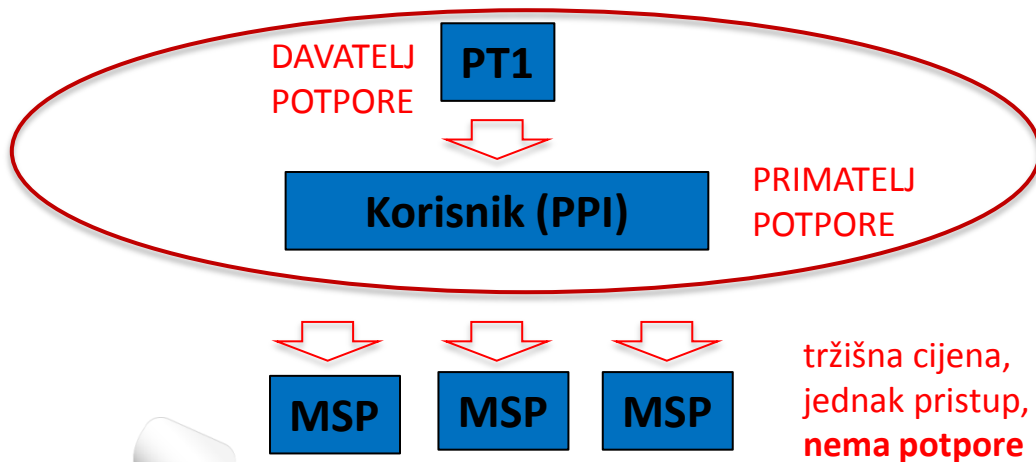 DAVATELJ
POTPORE
PT1
Korisnik (PPI)
PRIMATELJ
POTPORE
MSP
MSP
MSP
tržišna cijena,
jednak pristup,
nema potpore